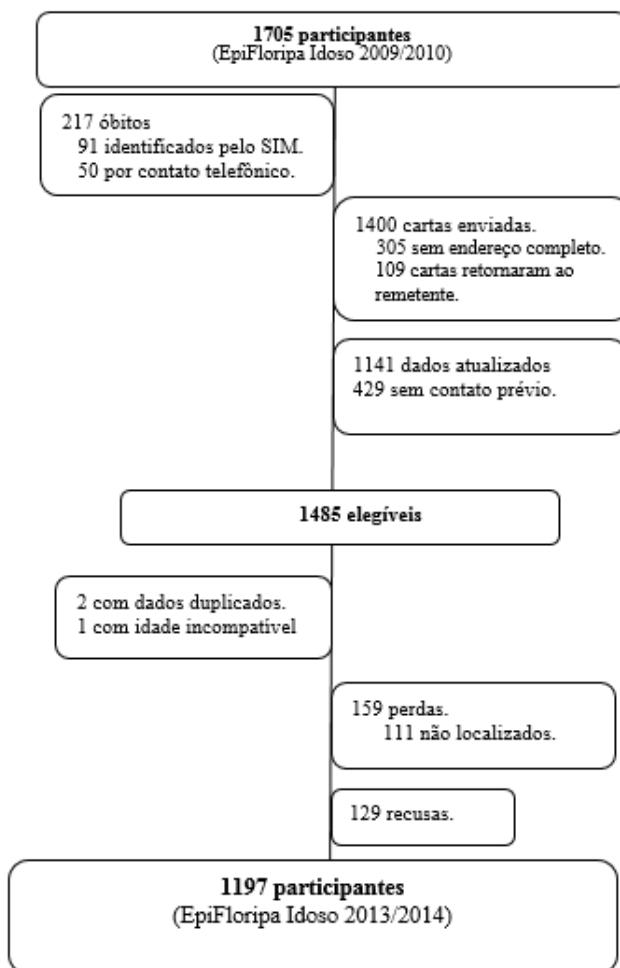 1705 participantes
(EpiFloripa Idoso 2009/2010)
217 óbitos
91 identificados pelo SIM.
50 por contato telefônico.
1400 cartas enviadas.
305 sem endereço completo.
109 cartas retornaram ao
remetente.
1141 dados atualizados
429 sem contato prévio.
1485 elegíveis
2 com dados duplicados.
1 com idade incompatível
159 perdas.
111 não localizados.
129 recusas.
1197 participantes
(EpiFloripa Idoso 2013/2014)